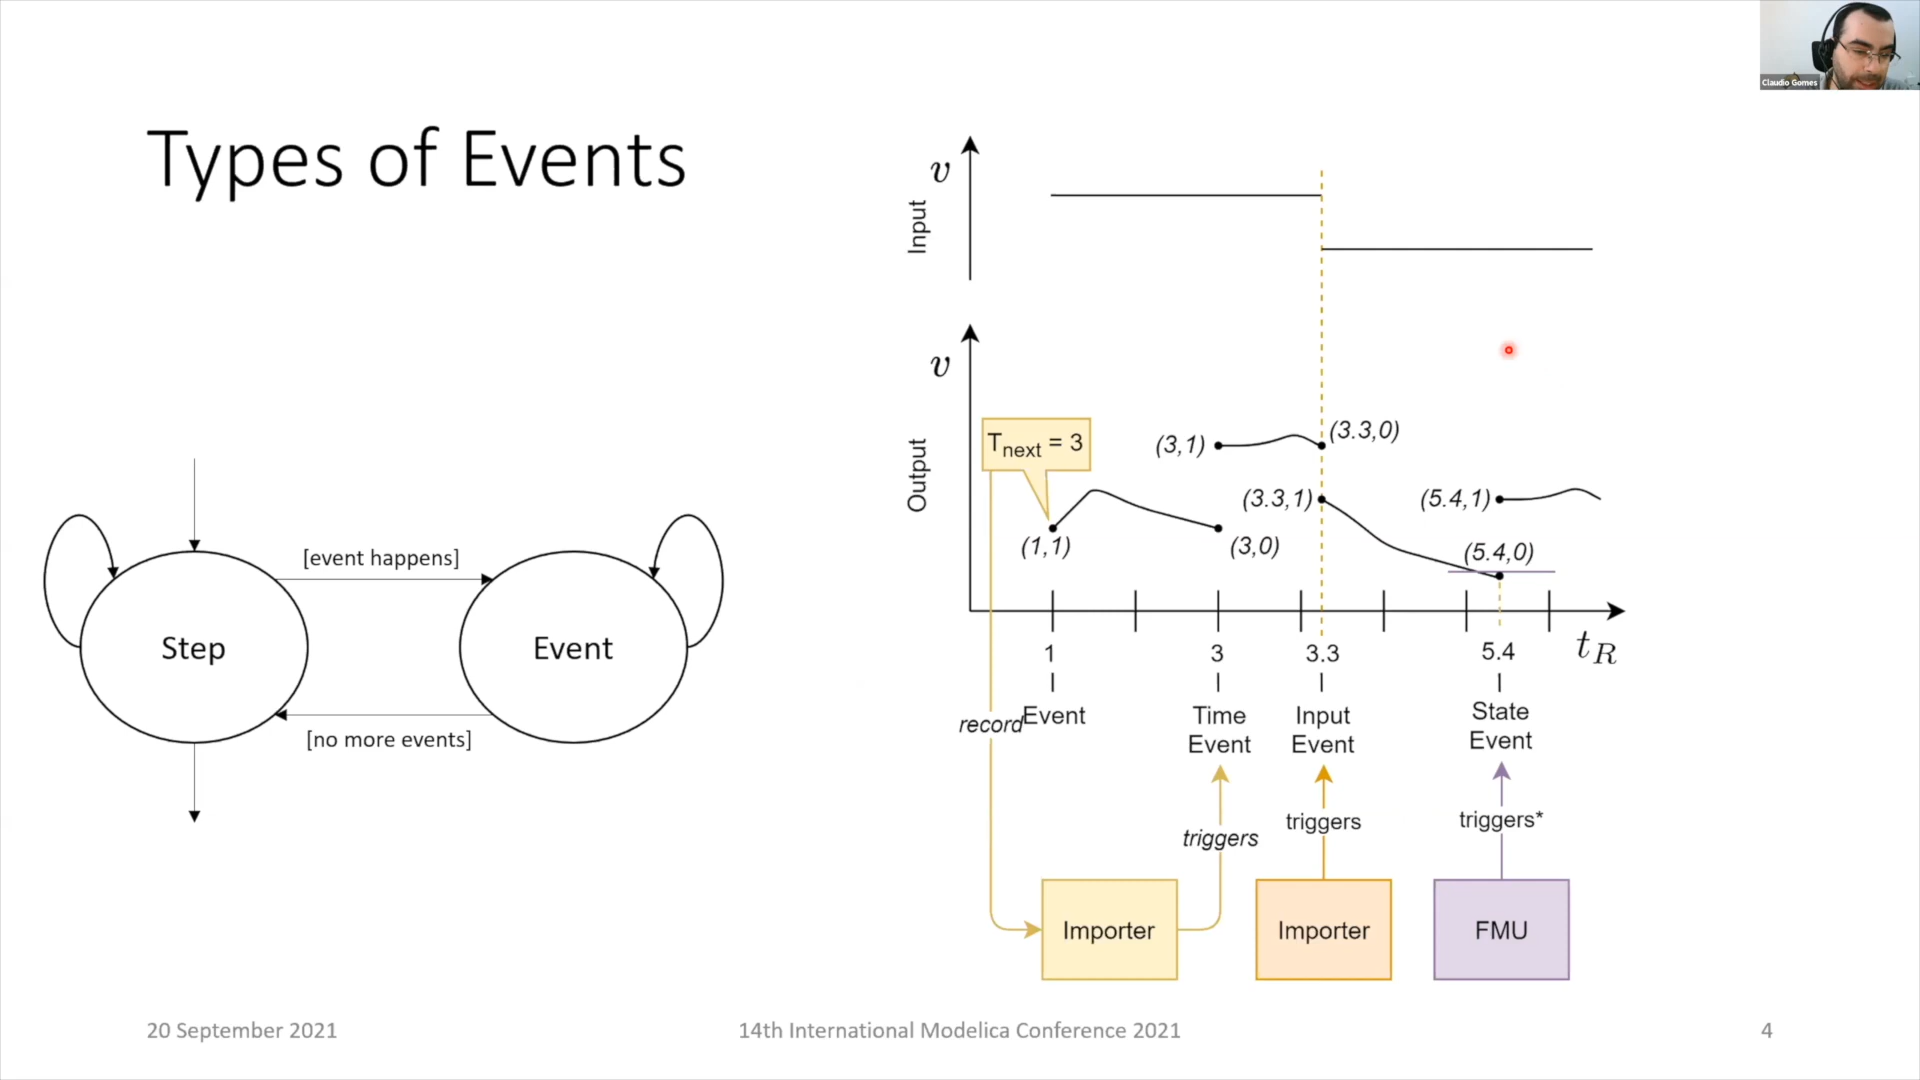 Claudio Gomes
Types of Events
v
Input
v
Output
Tnext = 3
(1,1)
(3,0)
(3,1)
(3.3,0)
(3.3,1)
(5.4,1)
(5.4,0)
1
3
3.3
5.4
tR
Event
Time
Event
Input
Event
State
Event
record
triggers
triggers
triggers*
Importer
Importer
FMU
[event happens]
Step
Event
[no more events]
20 September 2021
14th International Modelica Conference 2021
4